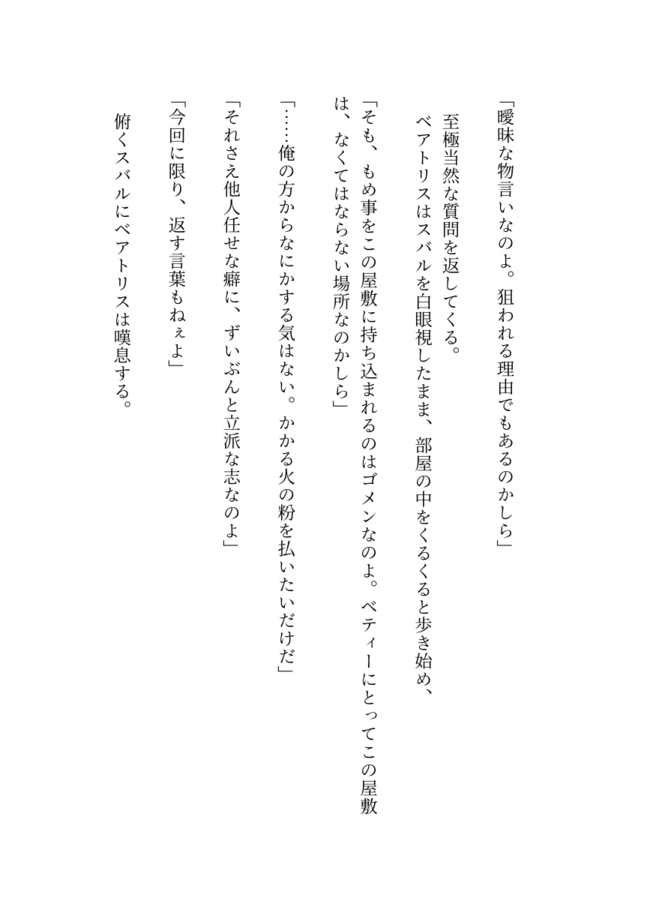 「曖昧な物言いなのよ。狙われる理由でもあるのかしら」
至極当然な質問を返してくる。
ベアトリスはスバルを白眼視したまま、部屋の中をくるくると歩き始め、
「そも、もめ事をこの屋敷に持ち込まれるのはゴメンなのよ。ベティーにとってこの屋敷
は、なくてはならない場所なのかしら」
「……俺の方からなにかする気はない。かかる火の粉を払いたいだけだ」
「それさえ他人任せな癖に、ずいぶんと立派な志なのよ」
「今回に限り、返す言葉もねぇよ」
俯くスバルにベアトリスは嘆息する。